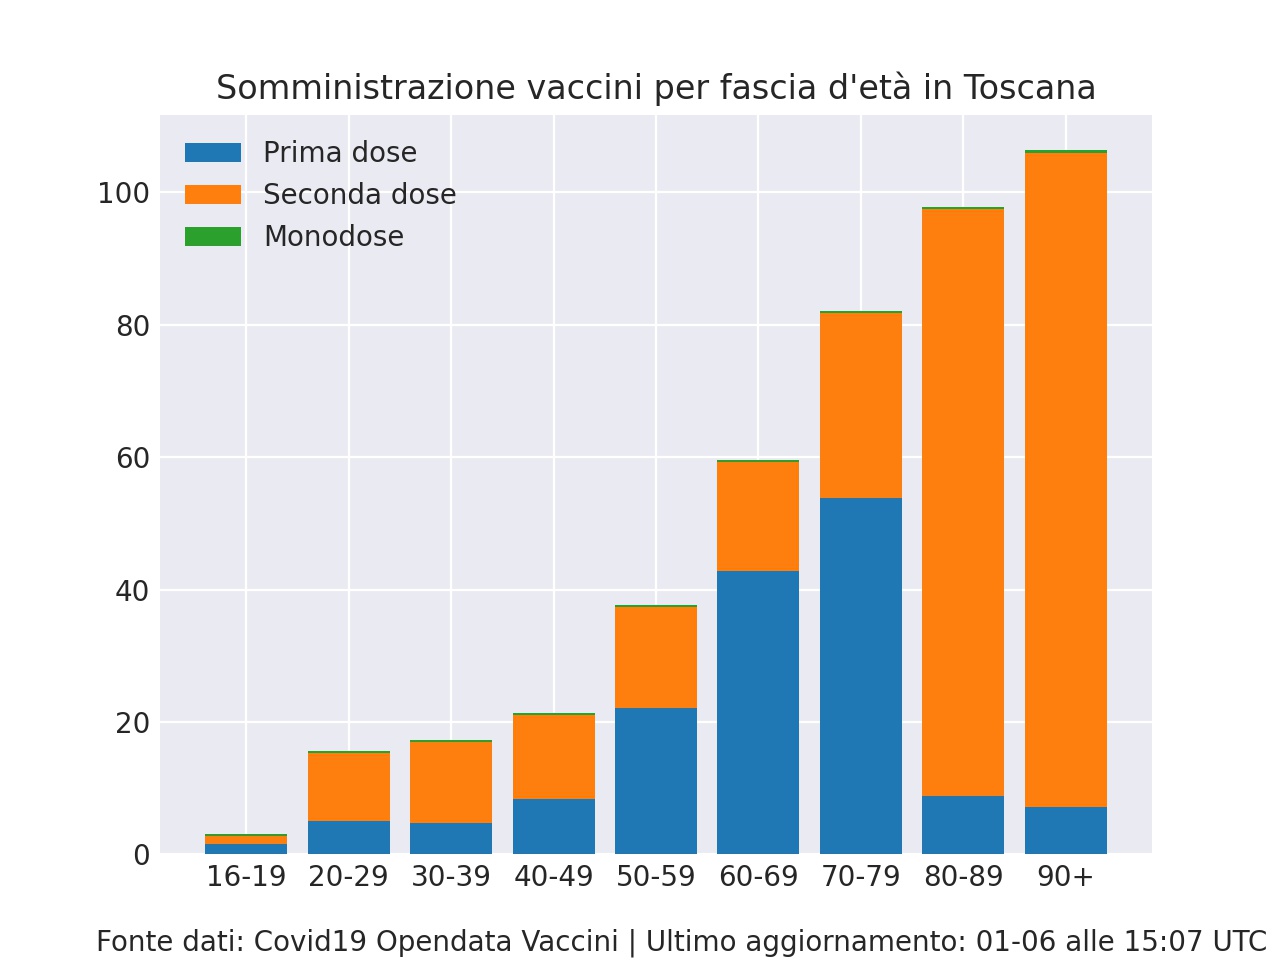 Somministrazione vaccini per fascia d'età in Toscana
Prima dose
Seconda dose
Monodose
100
80
60
40
20
0
16-19 20-29 30-39 40-49 50-59 60-69 70-79 80-89 90+
Fonte dati: Covid19 Opendata Vaccini | Ultimo aggiornamento: 01-06 alle 15:07 UTC